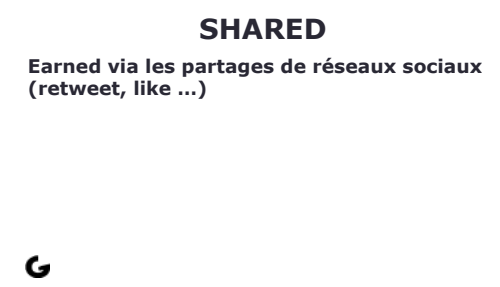 SHARED
Earned via les partages de réseaux sociaux
(retweet, like …)